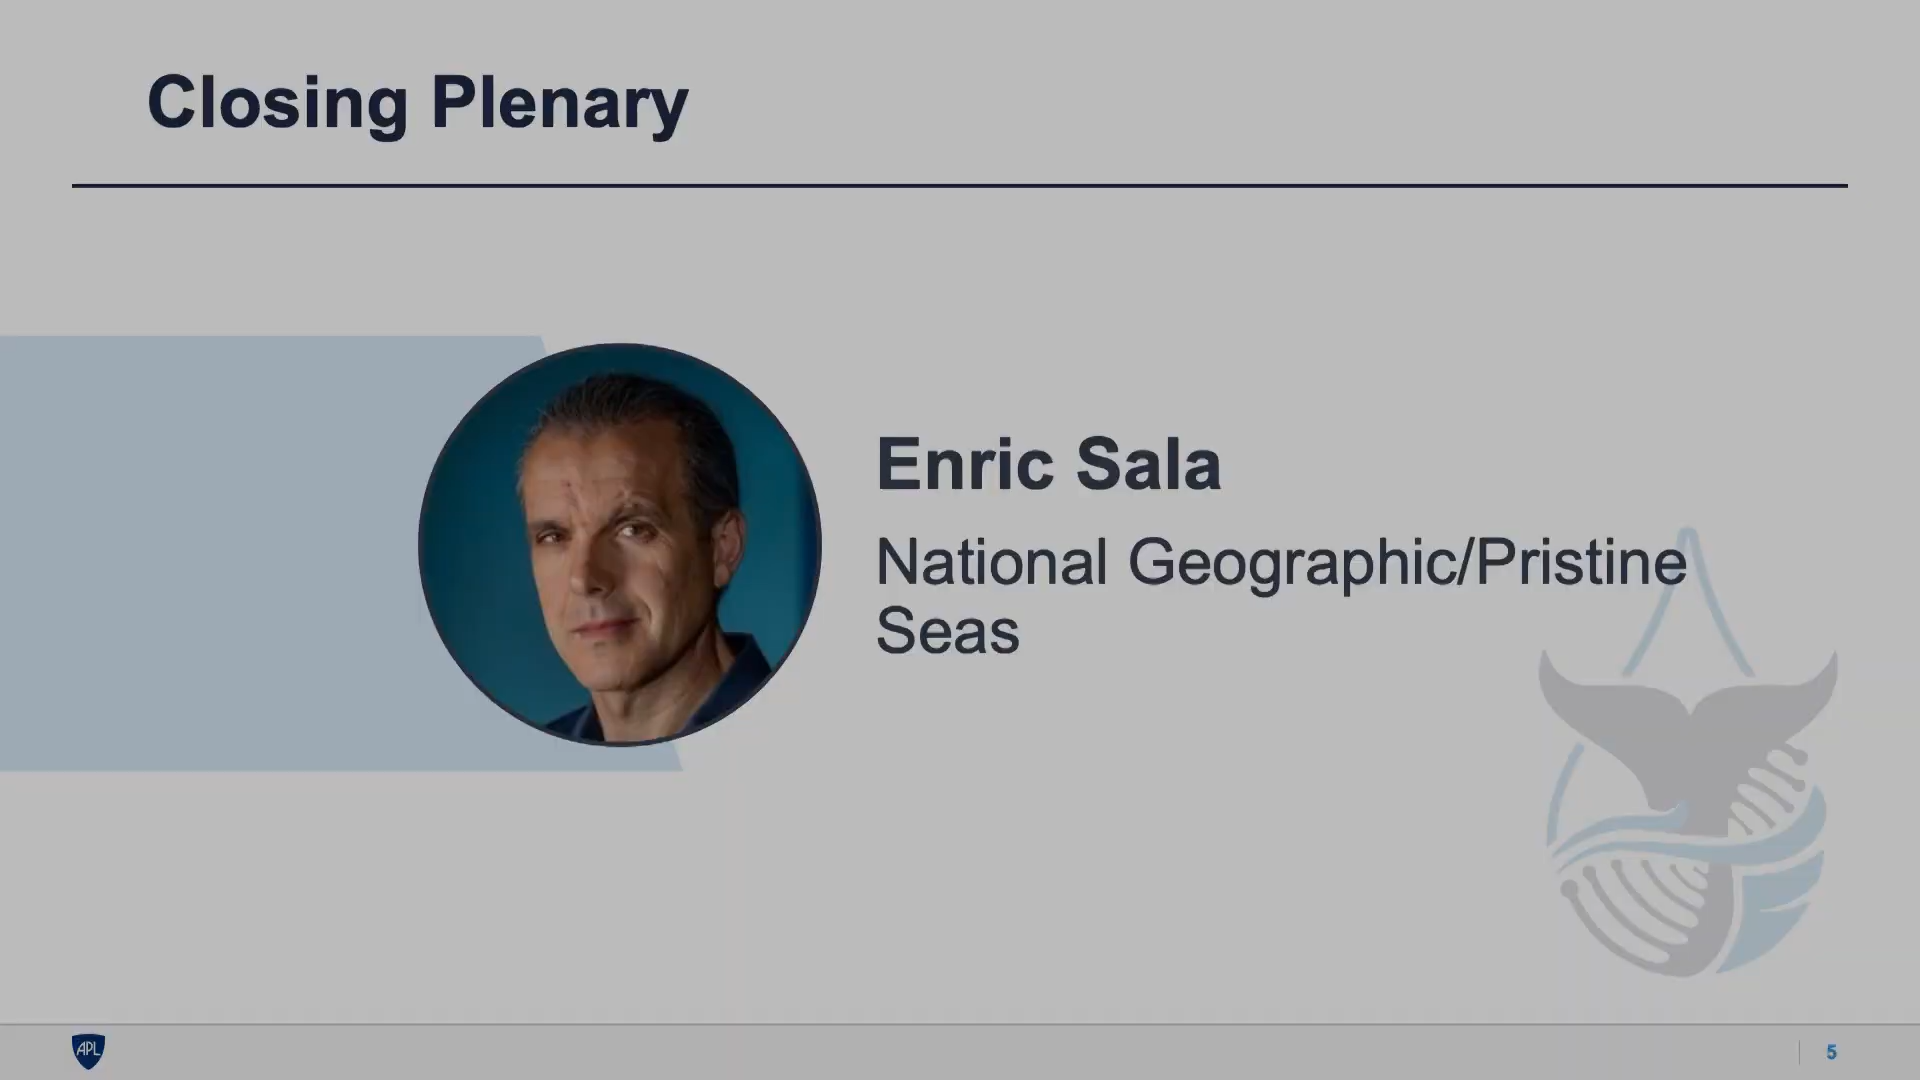 Closing Plenary
Enric Sala
National Geographic/Pristine
Seas
APL
5